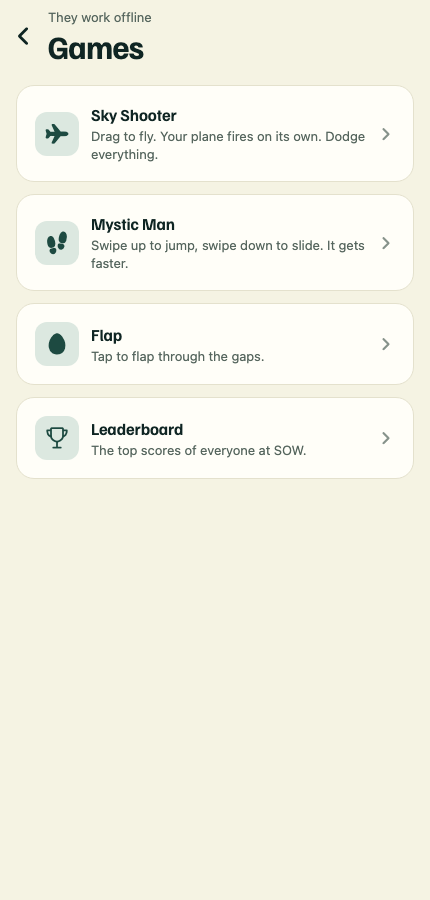 They work offline
Games
Sky Shooter
Drag to fly. Your plane fires on its own. Dodge
everything.
Mystic Man
Swipe up to jump, swipe down to slide. It gets
faster.
Flap
Tap to flap through the gaps.
Leaderboard
The top scores of everyone at SOW.